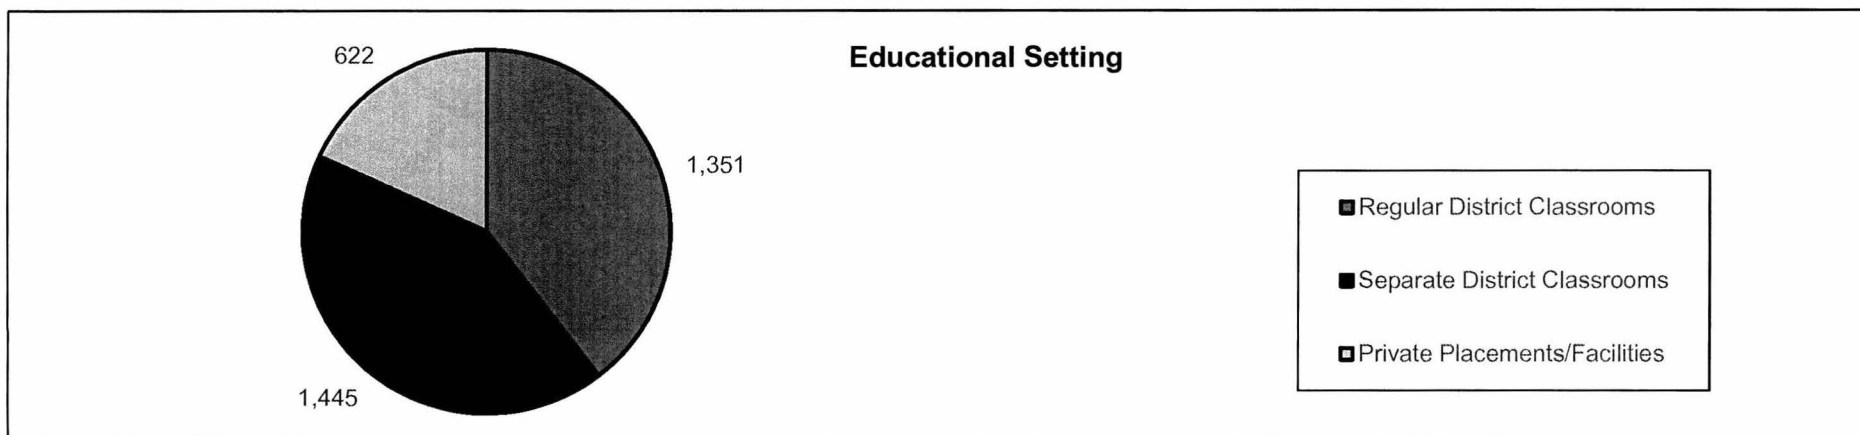 Educational Setting
622
1,351
1,445
Regular District Classrooms
Separate District Classrooms
Private Placements/Facilities